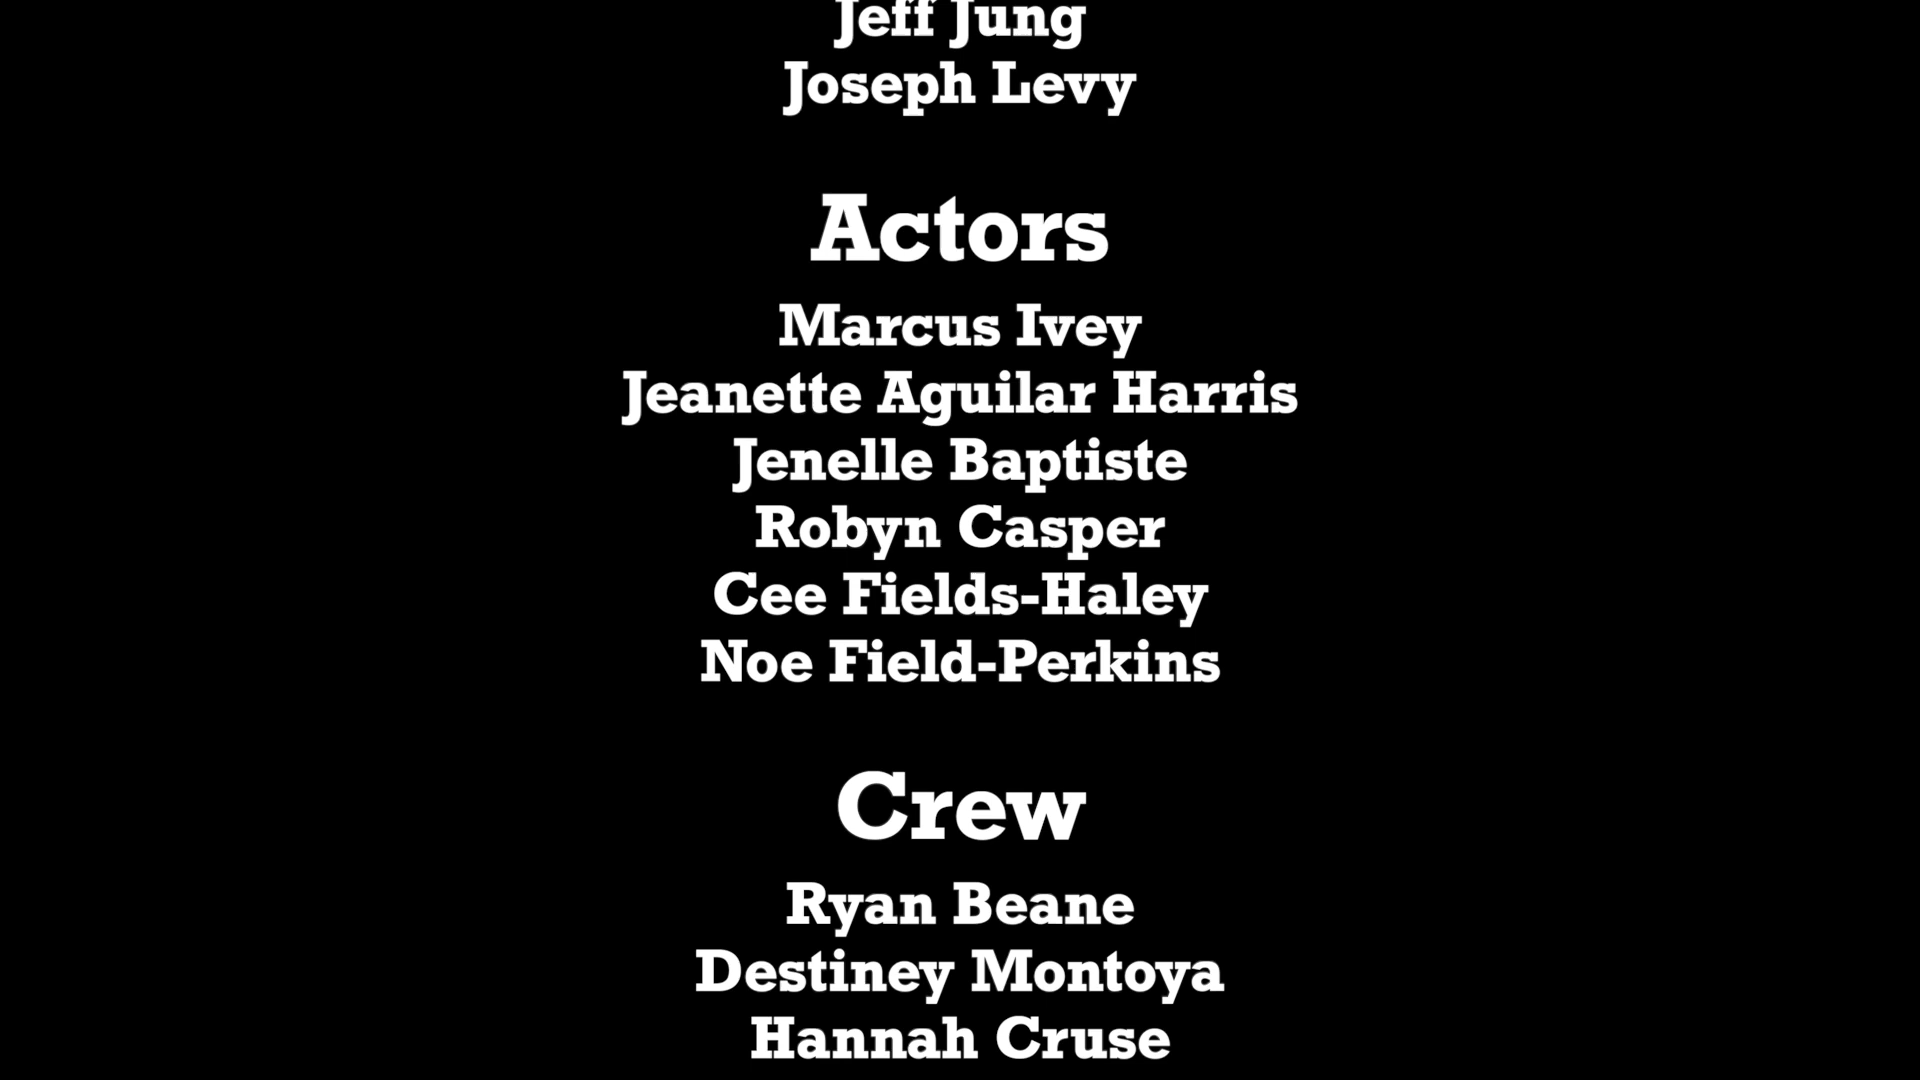 Jeff Jung
Joseph Levy
Actors
Marcus Ivey
Jeanette Aguilar Harris
Jenelle Baptiste
Robyn Casper
Cee Fields-Haley
Noe Field-Perkins
Crew
Ryan Beane
Destiney Montoya
Hannah Cruse